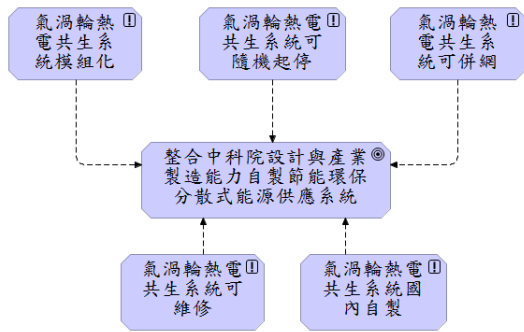 氣渦輪熱
電共生系
統模組化
氣渦輪熱電
共生系統可
隨機起停
氣渦輪熱
電共生系
統可併網
整合中科院設計與產業
製造能力自製節能環保
分散式能源供應系統
氣渦輪熱電
共生系統可
維修
氣渦輪熱電
共生系統國
內自製